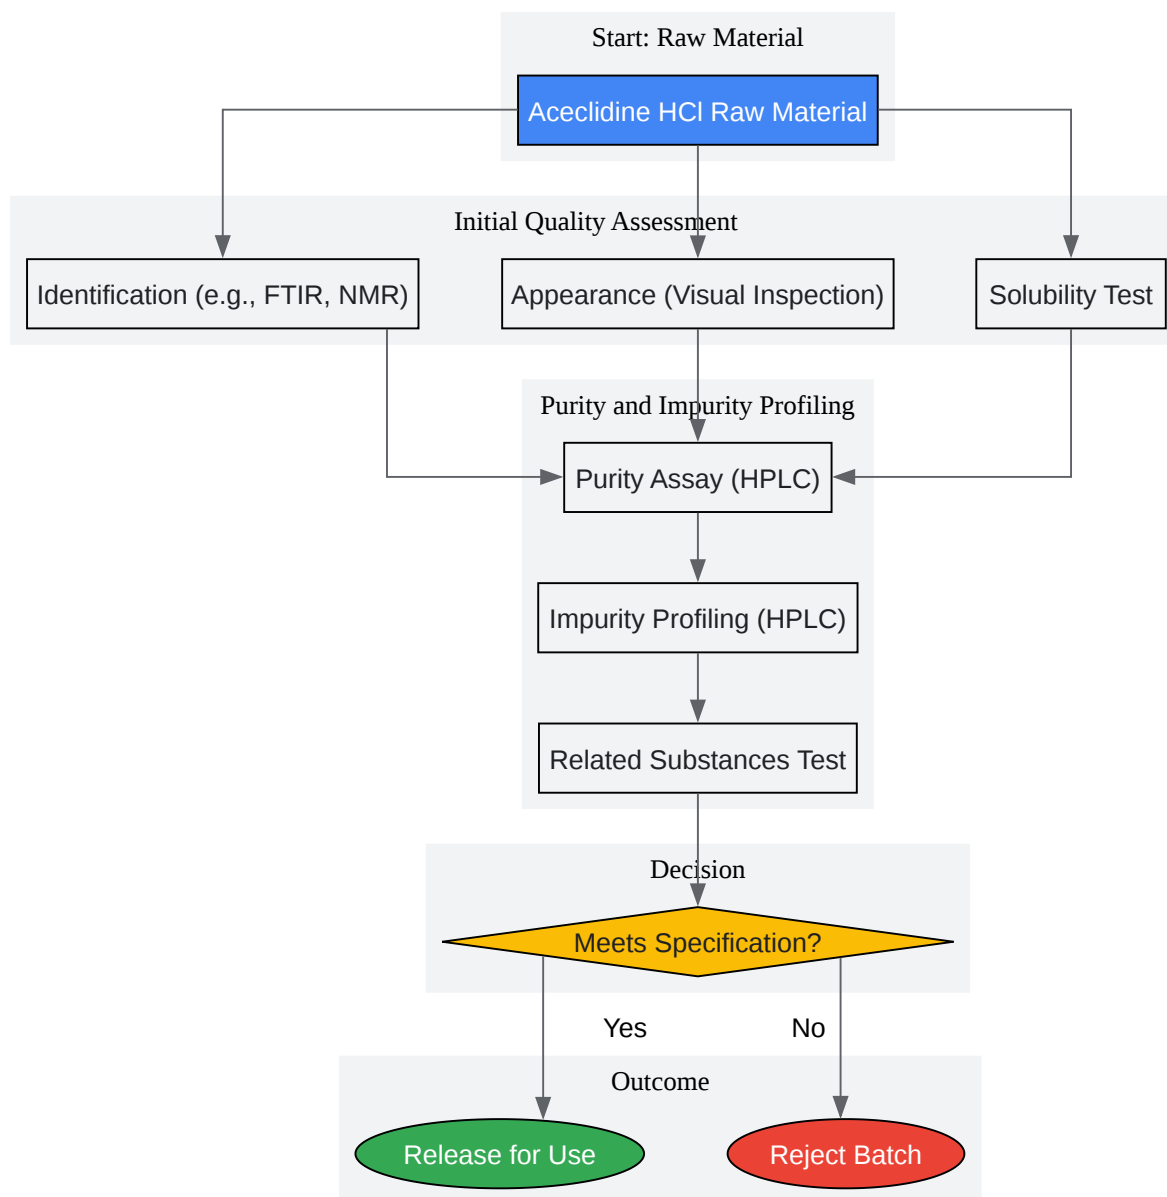 Start: Raw Material
Aceclidine HCl Raw Material
Initial Quality Assessment
Identification (e.g., FTIR, NMR)
Appearance (Visual Inspection)
Solubility Test
Purity and Impurity Profiling
Purity Assay (HPLC)
Impurity Profiling (HPLC)
Related Substances Test
Decision
Meets Specification?
Yes
No
Outcome
Release for Use
Reject Batch